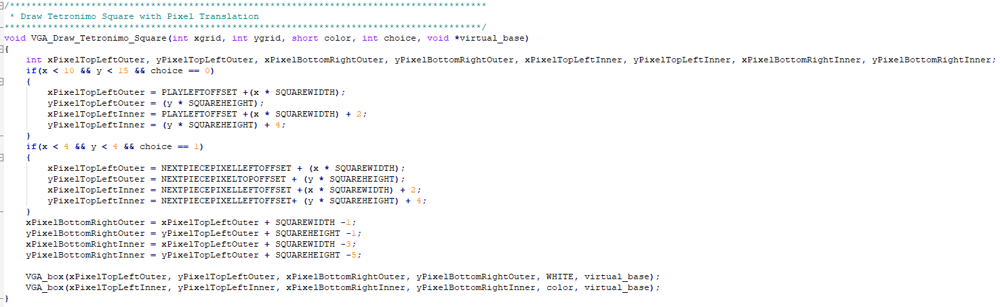 /****************************************************************************************
 * Draw Tetronimo Square with Pixel Translation
****************************************************************************************/
void VGA_Draw_Tetronimo_Square(int xgrid, int ygrid, short color, int choice, void *virtual_base)
{
    int xPixelTopLeftOuter, yPixelTopLeftOuter, xPixelBottomRightOuter, yPixelBottomRightOuter, xPixelTopLeftInner, yPixelTopLeftInner, xPixelBottomRightInner, yPixelBottomRightInner;
    if(x < 10 && y < 15 && choice == 0)
    {
        xPixelTopLeftOuter = PLAYLEFTOFFSET +(x * SQUAREWIDTH);
        yPixelTopLeftOuter = (y * SQUAREHEIGHT);
        xPixelTopLeftInner = PLAYLEFTOFFSET +(x * SQUAREWIDTH) + 2;
        yPixelTopLeftInner = (y * SQUAREHEIGHT) + 4;
    }
    if(x < 4 && y < 4 && choice == 1)
    {
        xPixelTopLeftOuter = NEXTPIECEPIXELLEFTOFFSET + (x * SQUAREWIDTH);
        yPixelTopLeftOuter = NEXTPIECEPIXELTOPOFFSET + (y * SQUAREHEIGHT);
        xPixelTopLeftInner = NEXTPIECEPIXELLEFTOFFSET +(x * SQUAREWIDTH) + 2;
        yPixelTopLeftInner = NEXTPIECEPIXELLEFTOFFSET+ (y * SQUAREHEIGHT) + 4;
    }
    xPixelBottomRightOuter = xPixelTopLeftOuter + SQUAREWIDTH -1;
    yPixelBottomRightOuter = yPixelTopLeftOuter + SQUAREHEIGHT -1;
    xPixelBottomRightInner = xPixelTopLeftOuter + SQUAREWIDTH -3;
    yPixelBottomRightInner = yPixelTopLeftOuter + SQUAREHEIGHT -5;

    VGA_box(xPixelTopLeftOuter, yPixelTopLeftOuter, xPixelBottomRightOuter, yPixelBottomRightOuter, WHITE, virtual_base);
    VGA_box(xPixelTopLeftInner, yPixelTopLeftInner, xPixelBottomRightInner, yPixelBottomRightInner, color, virtual_base);
}